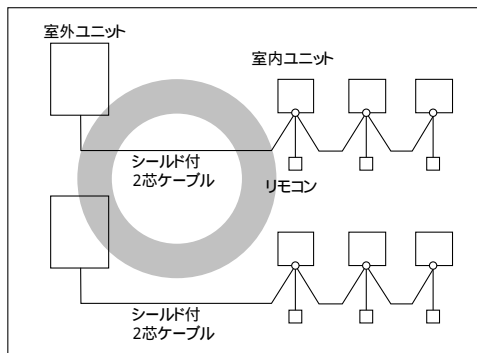 室外ユニット
室内ユニット
シールド付
2芯ケーブル
リモコン
シールド付
2芯ケーブル